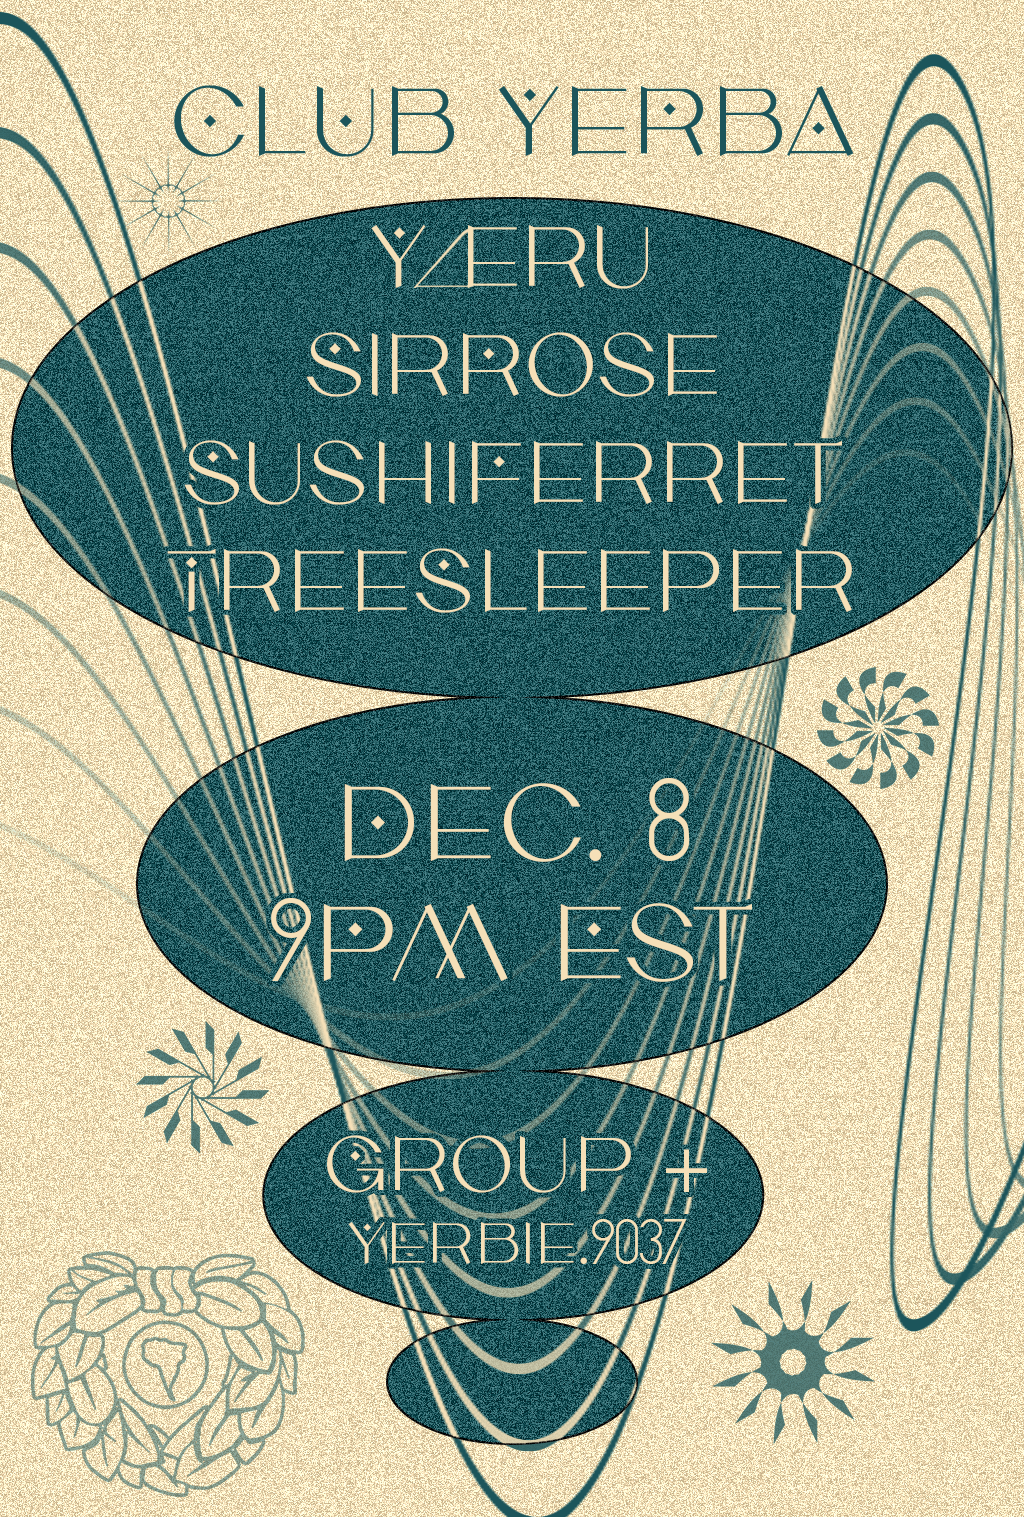 CLUB YERBA
YÆRU
SIRROSE
SUSHIFERRET
TREESLEEPER
DEC. 8
9PM EST
GROUP +
YERBIE.9037